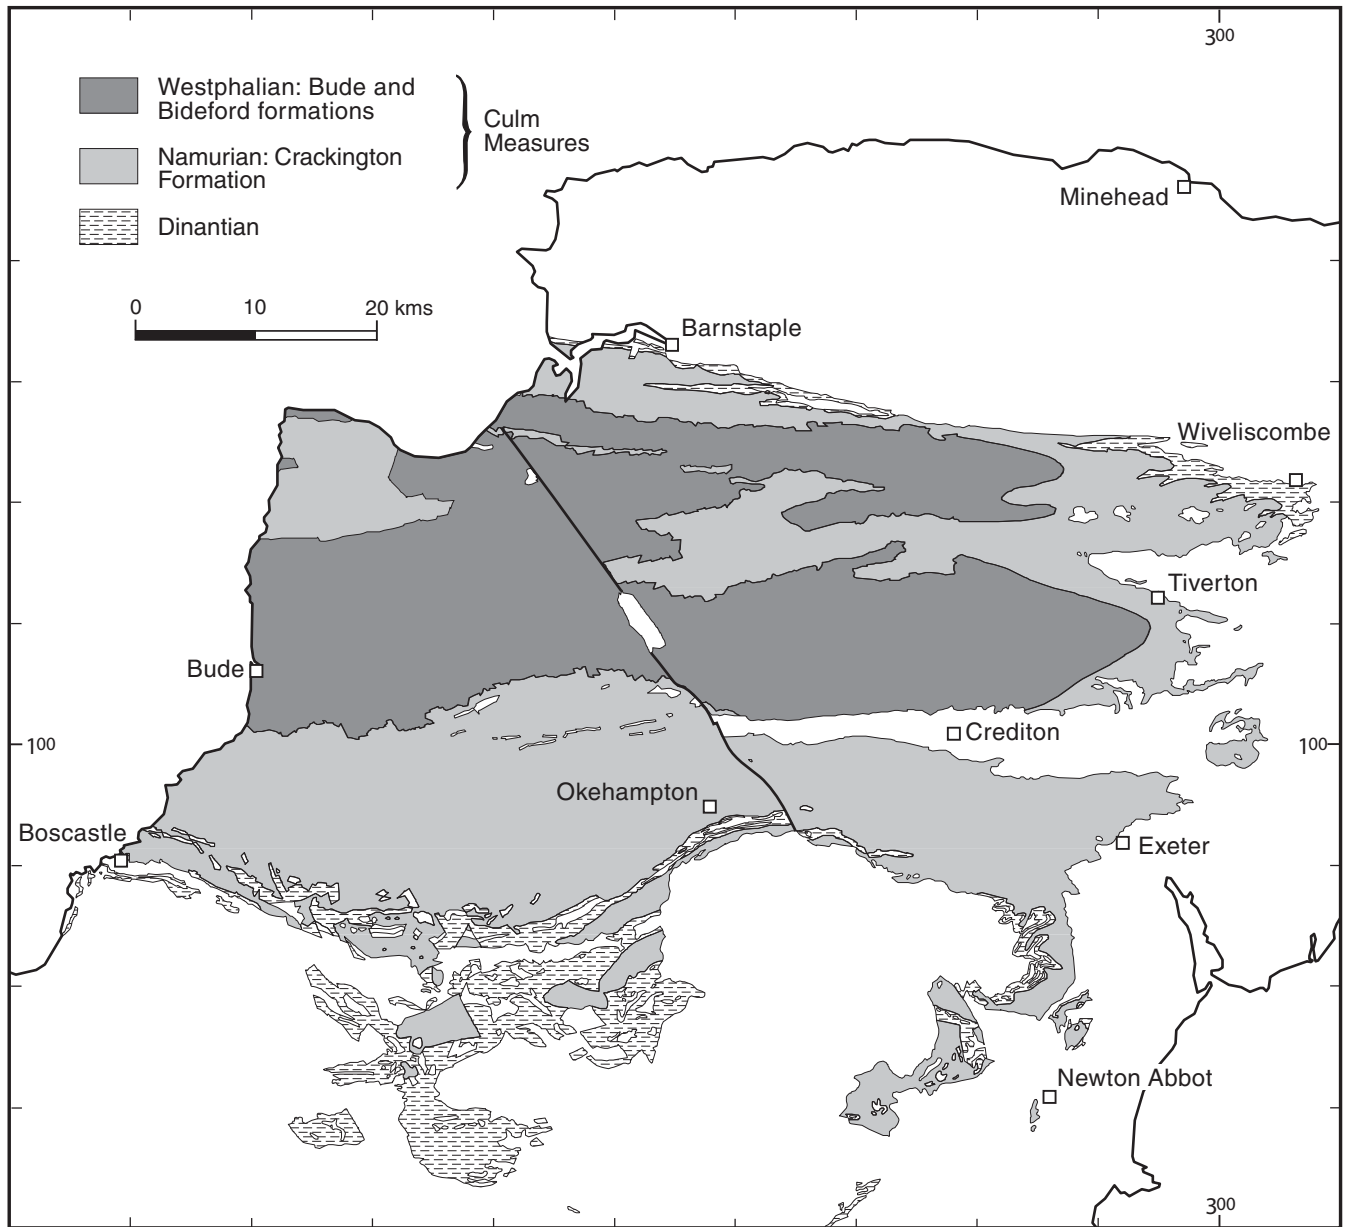 300
Westphalian: Bude and
Bideford formations
Culm
Measures
Namurian: Crackington
Formation
Dinantian
Minehead
0 10 20 kms
Barnstaple
Wiveliscombe
Tiverton
Bude
Crediton
100
100
Okehampton
Boscastle
Exeter
Newton Abbot
300